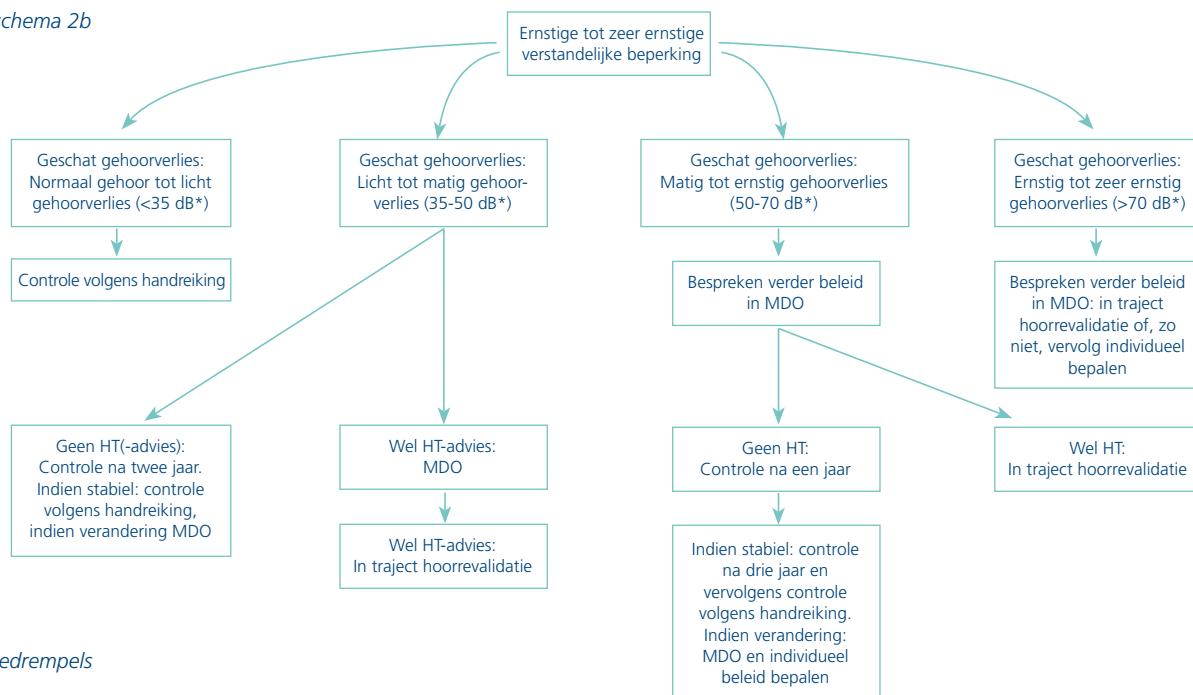 schema 2b
Ernstige tot zeer ernstige
verstandelijke beperking
Geschat gehoorverlies:
Normaal gehoor tot licht
gehoorverlies (<35 dB*)
Geschat gehoorverlies:
Licht tot matig gehoor-
verlies (35-50 dB*)
Geschat gehoorverlies:
Matig tot ernstig gehoorverlies
(50-70 dB*)
Geschat gehoorverlies:
Ernstig tot zeer ernstig
gehoorverlies (>70 dB*)
Controle volgens handreiking
Bespreken verder beleid
in MDO
Bespreken verder beleid
in MDO: in traject
hoorrevalidatie of, zo
niet, vervolg individueel
bepalen
Geen HT(-advies):
Controle na twee jaar.
Indien stabiel: controle
volgens handreiking,
indien verandering MDO
Wel HT-advies:
MDO
Geen HT:
Controle na een jaar
Wel HT:
In traject hoorrevalidatie
Wel HT-advies:
In traject hoorrevalidatie
Indien stabiel: controle
na drie jaar en
vervolgens controle
volgens handreiking.
Indien verandering:
MDO en individueel
beleid bepalen
edrempels